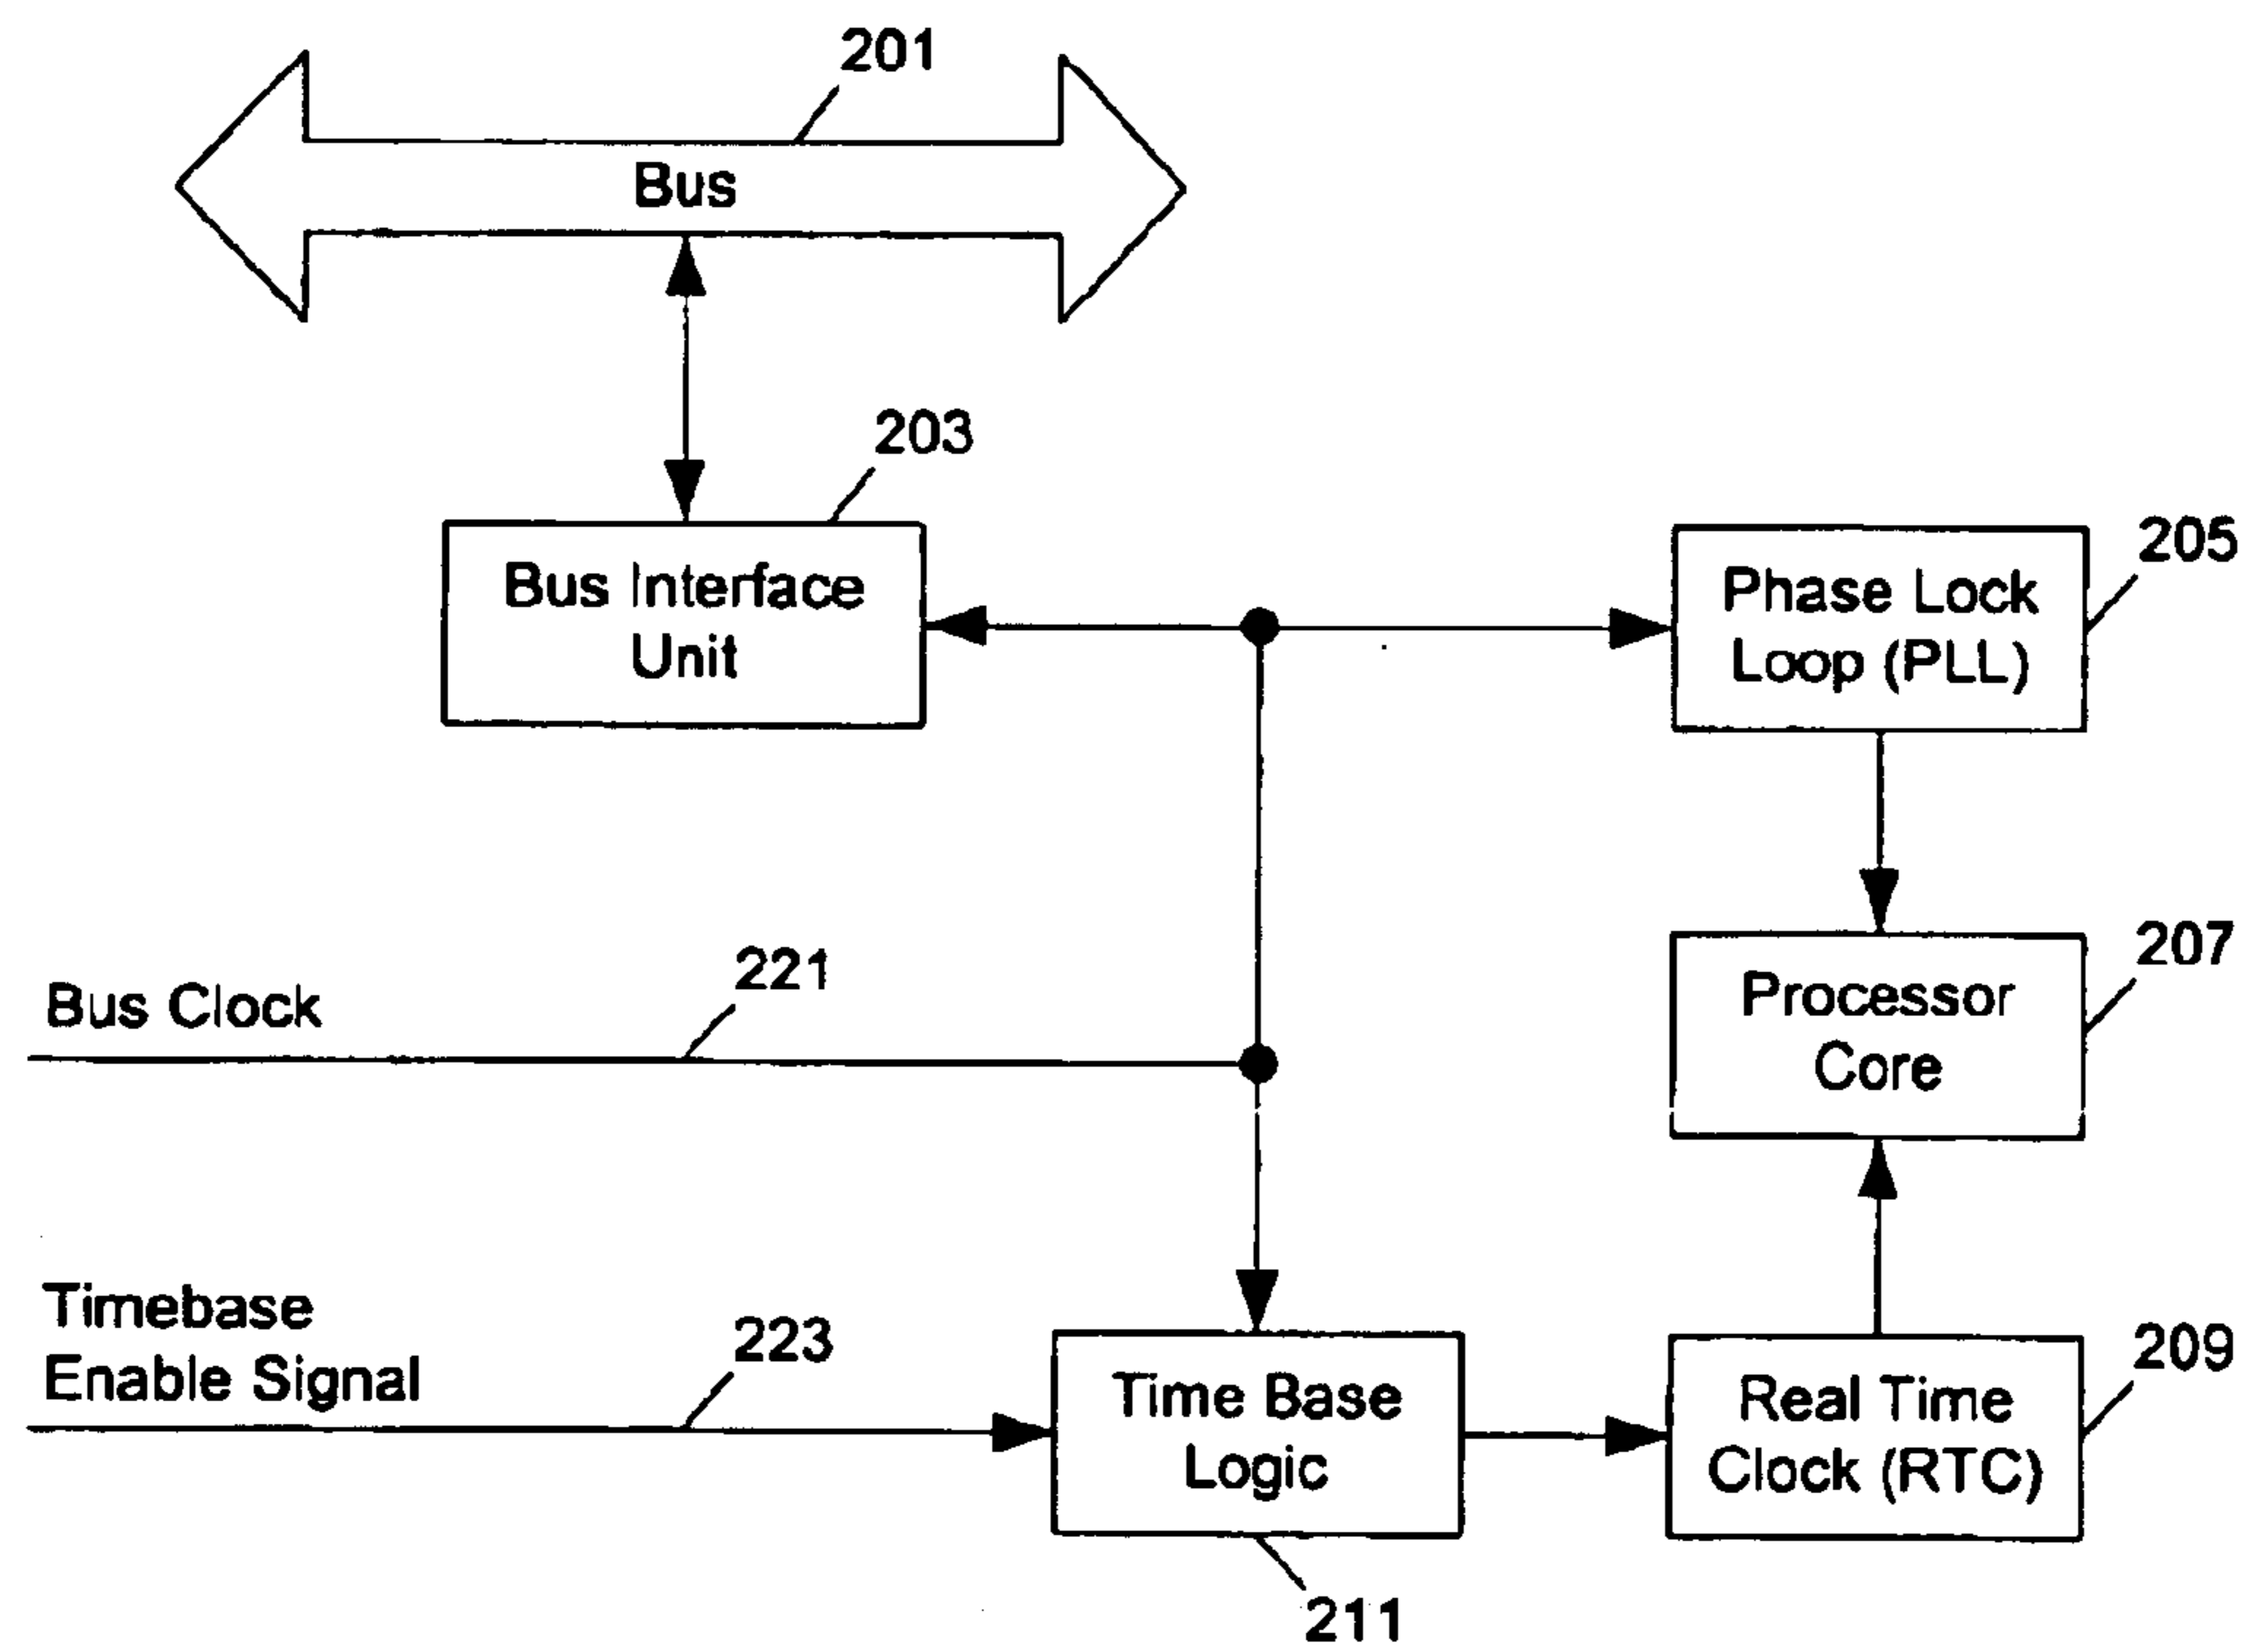 201
Bus
203
Bus Interface
Unit
205
Phase Lock
Loop (PLL)
207
Processor
Core
Bus Clock
221
Timebase
Enable Signal
223
Time Base
Logic
211
209
Real Time
Clock (RTC)